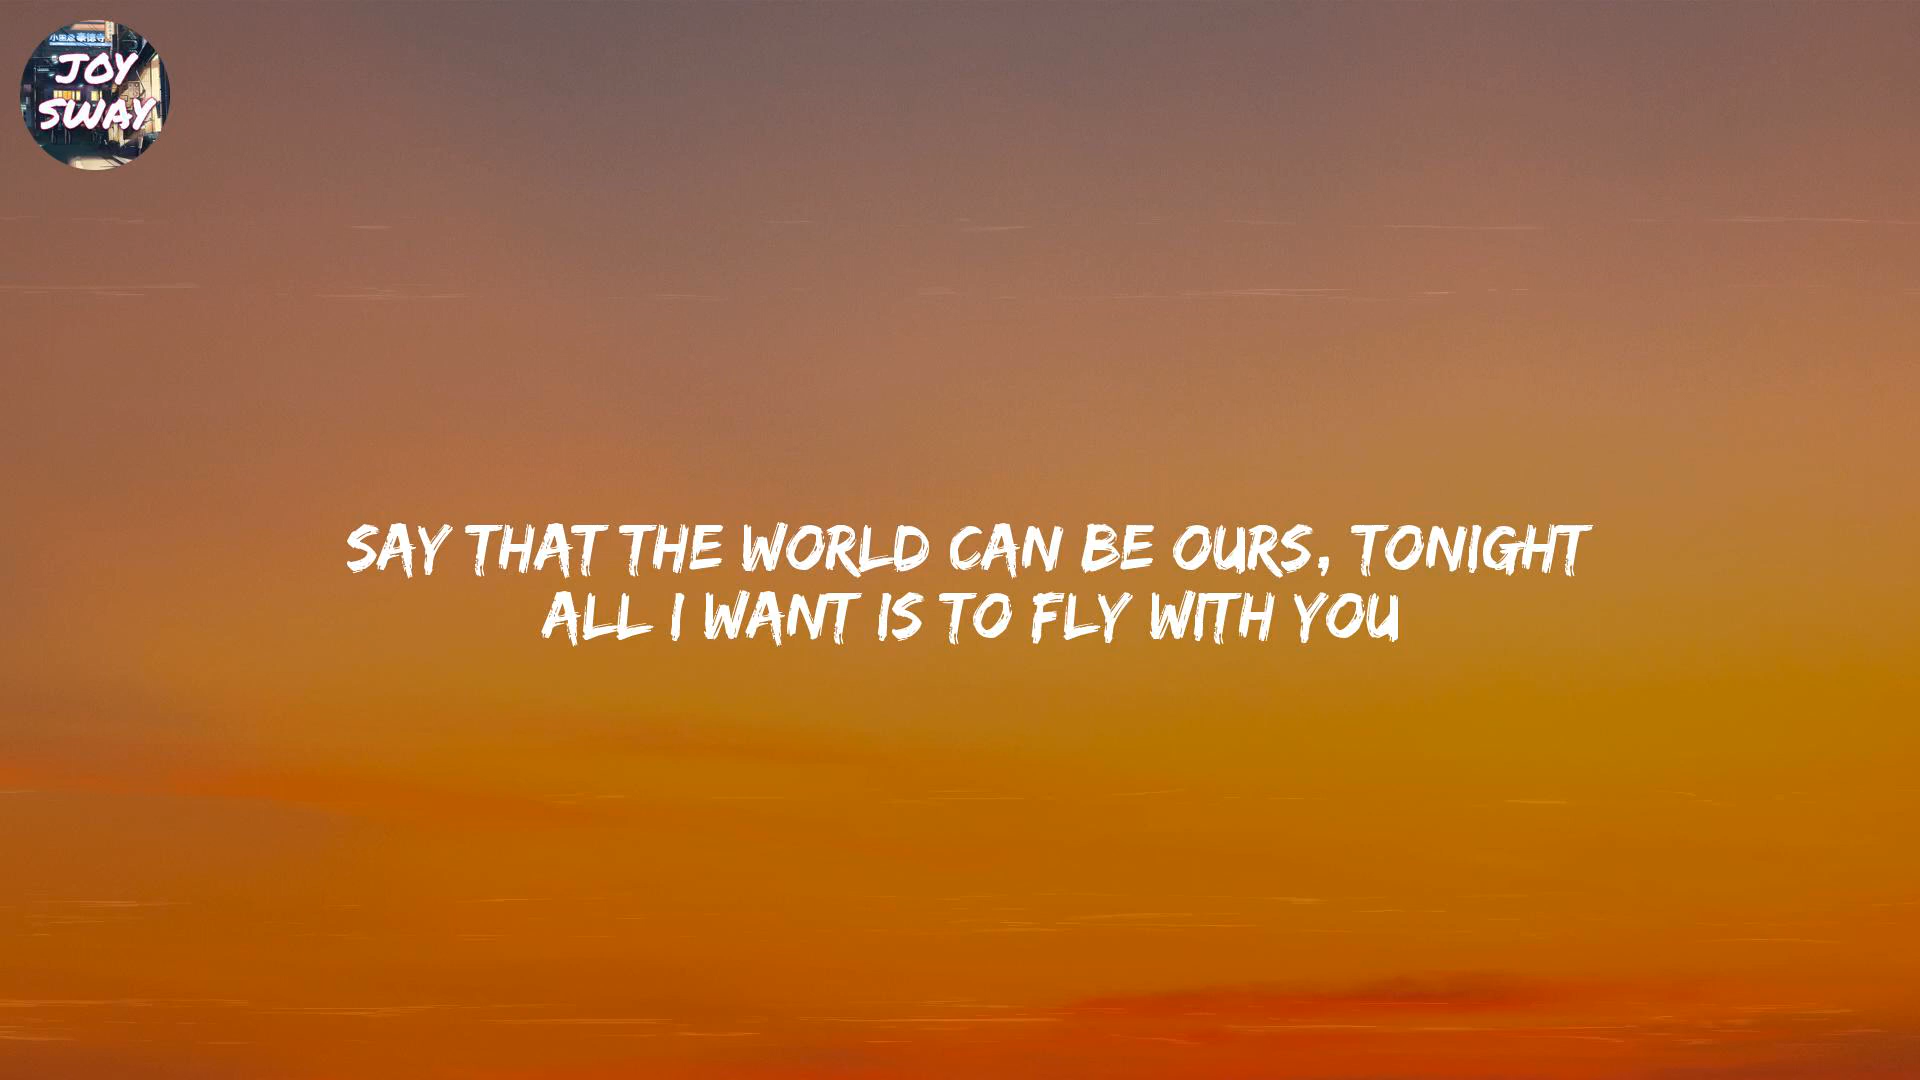 JOY
SWAY
SAY THAT THE WORLD CAN BE OURS, TONIGHT
ALL I WANT IS TO FLY WITH YOU